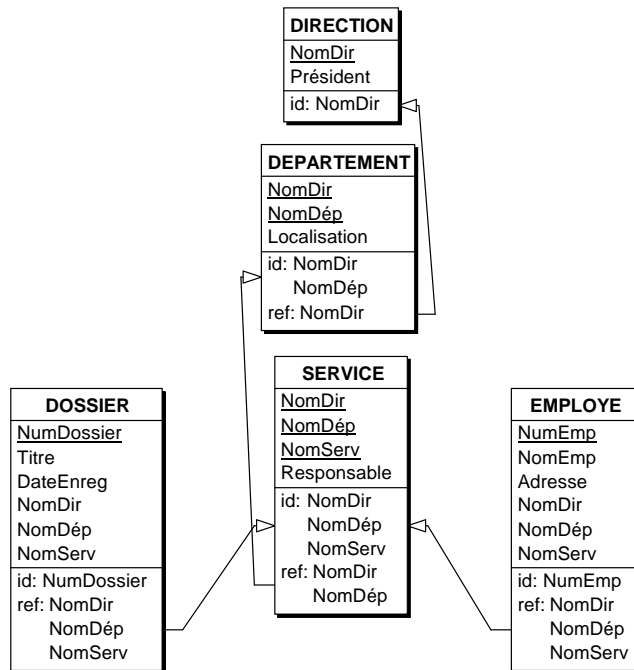 DIRECTION
NomDir
Président
id: NomDir
DEPARTEMENT
NomDir
NomDép
Localisation
id: NomDir
NomDép
ref: NomDir
SERVICE
NomDir
NomDép
NomServ
Responsable
id: NomDir
NomDép
NomServ
ref: NomDir
NomDép
DOSSIER
NumDossier
Titre
DateEnreg
NomDir
NomDép
NomServ
id: NumDossier
ref: NomDir
NomDép
NomServ
EMPLOYE
NumEmp
NomEmp
Adresse
NomDir
NomDép
NomServ
id: NumEmp
ref: NomDir
NomDép
NomServ